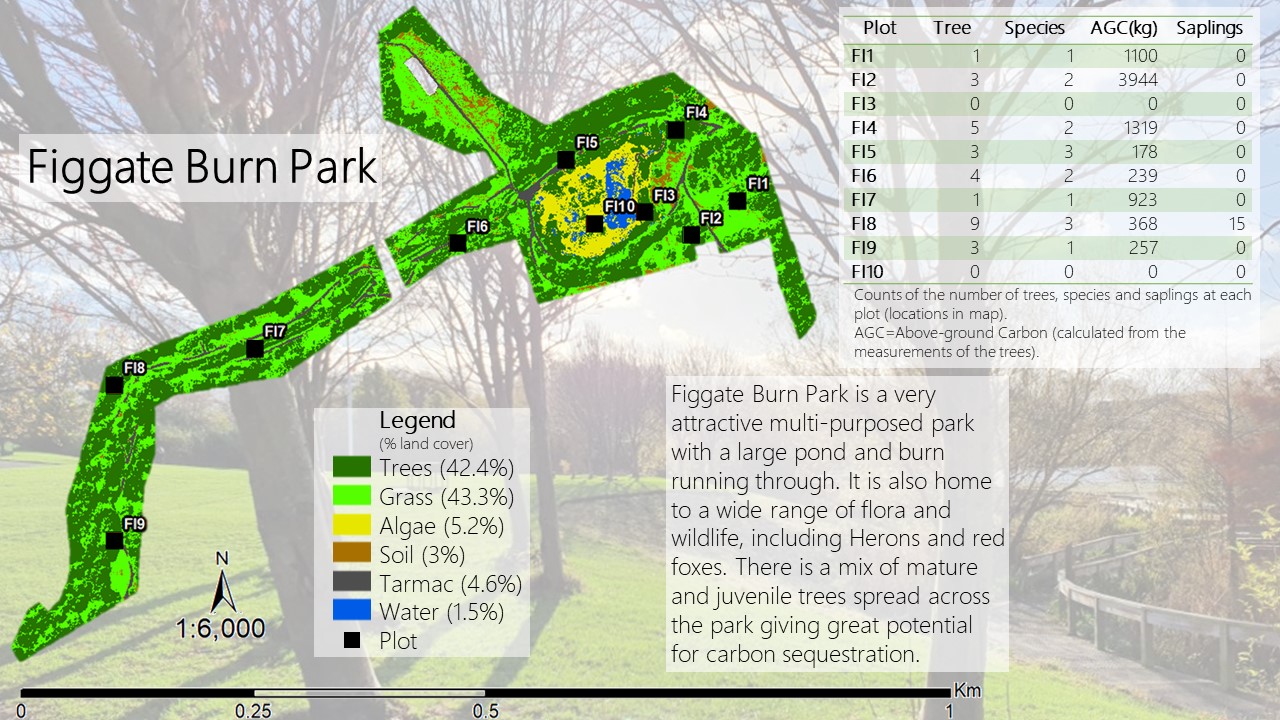 Figgate Burn Park
Plot Tree Species AGC(kg) Saplings
FI1 1 1 1100 0
FI2 3 2 3944 0
FI3 0 0 0 0
FI4 5 2 1319 0
FI5 3 3 178 0
FI6 4 2 239 0
FI7 1 1 923 0
FI8 9 3 368 15
FI9 3 1 257 0
FI10 0 0 0 0
Counts of the number of trees, species and saplings at each
plot (locations in map).
AGC=Above-ground Carbon (calculated from the
measurements of the trees).
FI4
FI5
FI1
FI3
FI10
FI2
FI6
FI7
FI8
FI9
Legend
(% land cover)
Trees (42.4%)
Grass (43.3%)
Algae (5.2%)
Soil (3%)
Tarmac (4.6%)
Water (1.5%)
Plot
N
1:6,000
Figgate Burn Park is a very
attractive multi-purposed park
with a large pond and burn
running through. It is also home
to a wide range of flora and
wildlife, including Herons and red
foxes. There is a mix of mature
and juvenile trees spread across
the park giving great potential
for carbon sequestration.
Km
0 0.25 0.5 1